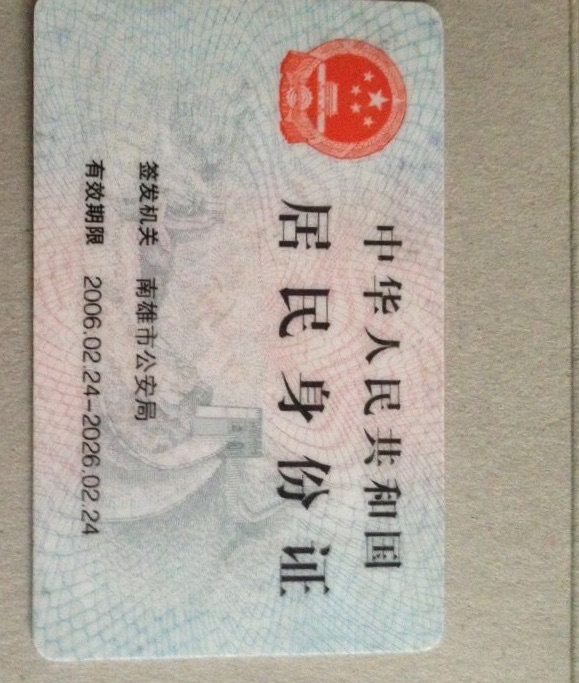 中华人民共和国
居民身份证
签发机关 南雄市公安局
有效期限 2006.02.24-2026.02.24